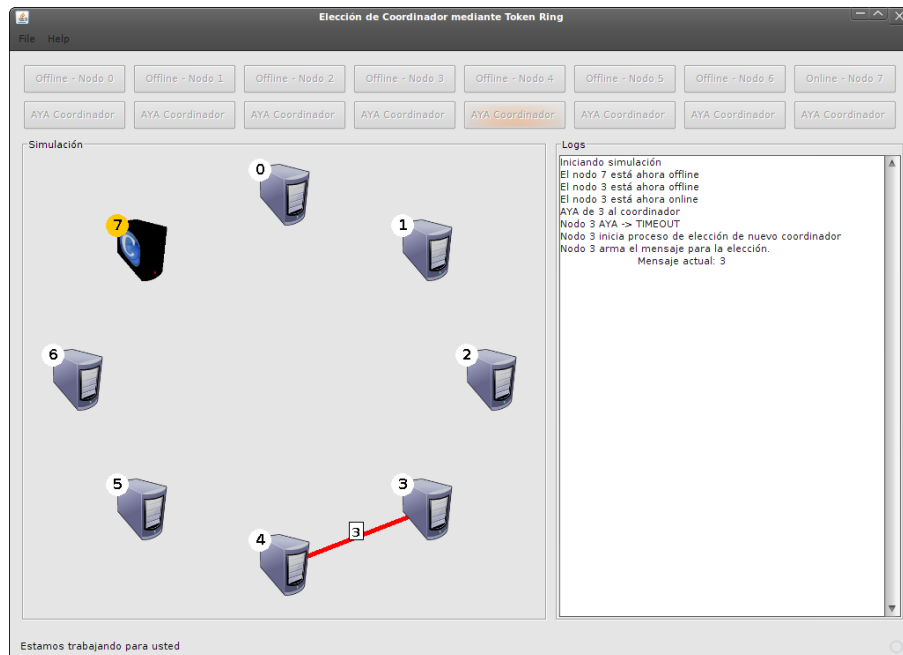 Elección de Coordinador mediante Token Ring
File Help
Offline - Nodo 0 Offline - Nodo 1 Offline - Nodo 2 Offline - Nodo 3 Offline - Nodo 4 Offline - Nodo 5 Offline - Nodo 6 Online - Nodo 7
AYA Coordinador AYA Coordinador AYA Coordinador AYA Coordinador AYA Coordinador AYA Coordinador AYA Coordinador AYA Coordinador
Simulación
0
7
1
6
2
5
3
4
3
Logs
Iniciando simulación
El nodo 7 está ahora offline
El nodo 3 está ahora offline
El nodo 3 está ahora online
AYA de 3 al coordinador
Nodo 3 AYA -> TIMEOUT
Nodo 3 inicia proceso de elección de nuevo coordinador
Nodo 3 arma el mensaje para la elección.
Mensaje actual: 3
Estamos trabajando para usted